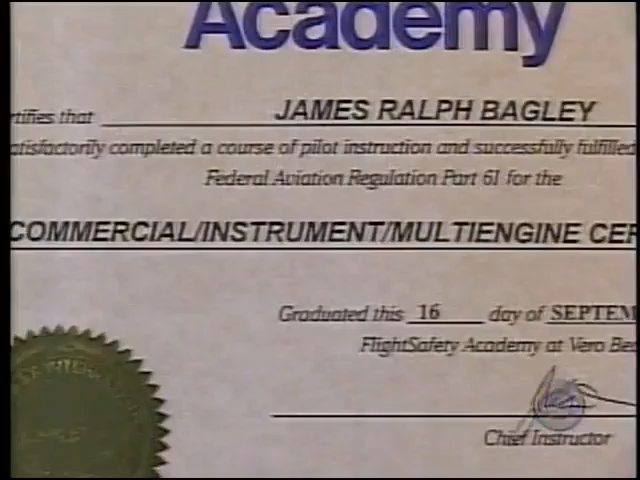 Academy
tifies that JAMES RALPH BAGLEY
atisfactorily completed a course of pilot instruction and successfully fulfilled
Federal Aviation Regulation Part 61 for the
COMMERCIAL/INSTRUMENT/MULTIENGINE CER
Graduated this 16 day of SEPTEM
FlightSafety Academy at Vero Bea
Chief Instructor